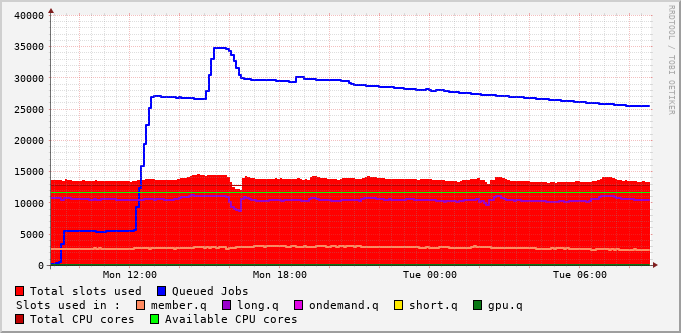 40000
35000
30000
25000
20000
15000
10000
5000
0
Mon 12:00 Mon 18:00 Tue 00:00 Tue 06:00
RRDTOOL / TOBI OETIKER
Total slots used Queued Jobs
Slots used in : member.q long.q ondemand.q short.q gpu.q
Total CPU cores Available CPU cores